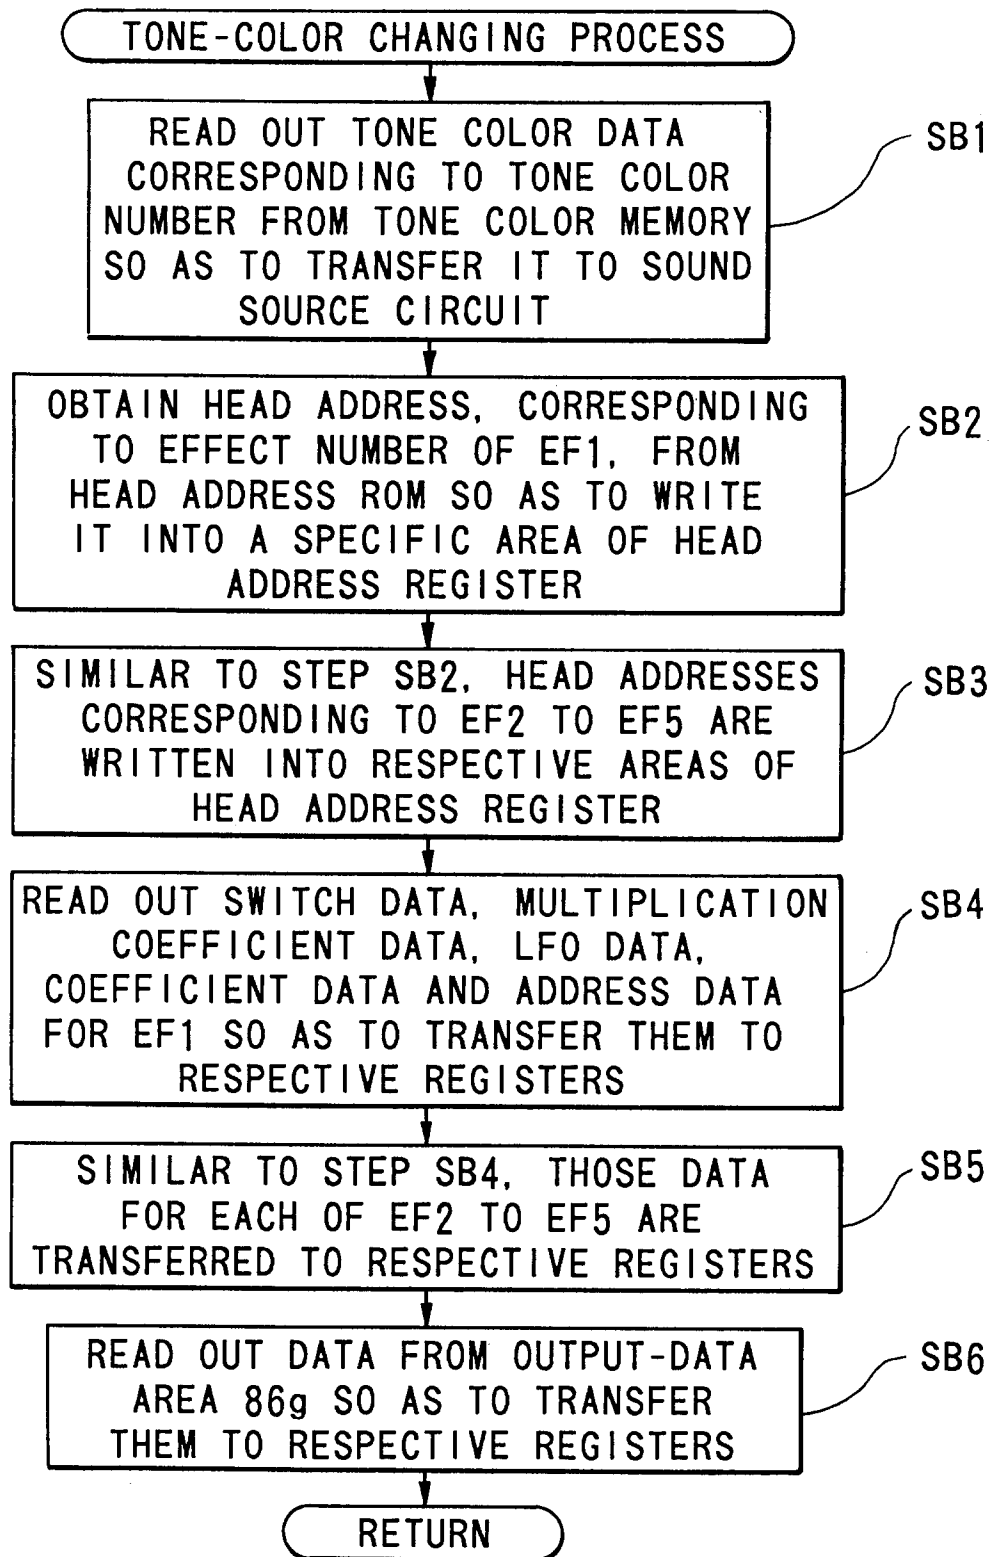 TONE-COLOR CHANGING PROCESS
READ OUT TONE COLOR DATA
CORRESPONDING TO TONE COLOR
NUMBER FROM TONE COLOR MEMORY
SO AS TO TRANSFER IT TO SOUND
SOURCE CIRCUIT
SB1
OBTAIN HEAD ADDRESS, CORRESPONDING
TO EFFECT NUMBER OF EF1, FROM
HEAD ADDRESS ROM SO AS TO WRITE
IT INTO A SPECIFIC AREA OF HEAD
ADDRESS REGISTER
SB2
SIMILAR TO STEP SB2, HEAD ADDRESSES
CORRESPONDING TO EF2 TO EF5 ARE
WRITTEN INTO RESPECTIVE AREAS OF
HEAD ADDRESS REGISTER
SB3
READ OUT SWITCH DATA, MULTIPLICATION
COEFFICIENT DATA, LFO DATA,
COEFFICIENT DATA AND ADDRESS DATA
FOR EF1 SO AS TO TRANSFER THEM TO
RESPECTIVE REGISTERS
SB4
SIMILAR TO STEP SB4, THOSE DATA
FOR EACH OF EF2 TO EF5 ARE
TRANSFERRED TO RESPECTIVE REGISTERS
SB5
READ OUT DATA FROM OUTPUT-DATA
AREA 86g SO AS TO TRANSFER
THEM TO RESPECTIVE REGISTERS
SB6
RETURN